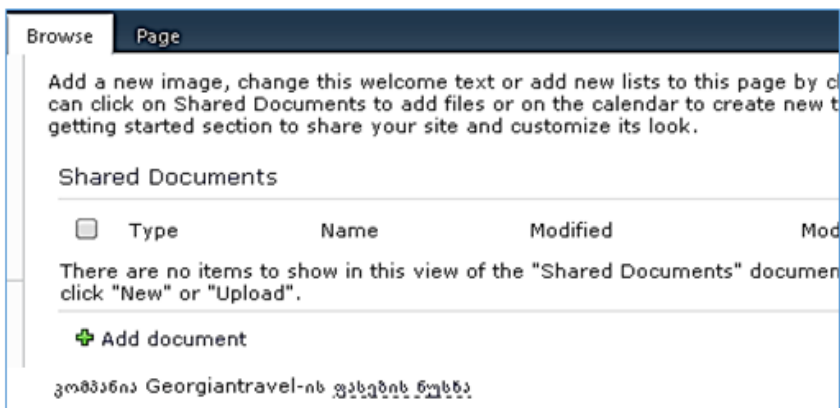 Browse Page
Add a new image, change this welcome text or add new lists to this page by cl
can click on Shared Documents to add files or on the calendar to create new t
getting started section to share your site and customize its look.
Shared Documents
Type Name Modified Mod
There are no items to show in this view of the "Shared Documents" documen
click "New" or "Upload".
Add document
კომპანია Georgiantravel-ის ფასების ნუსხა